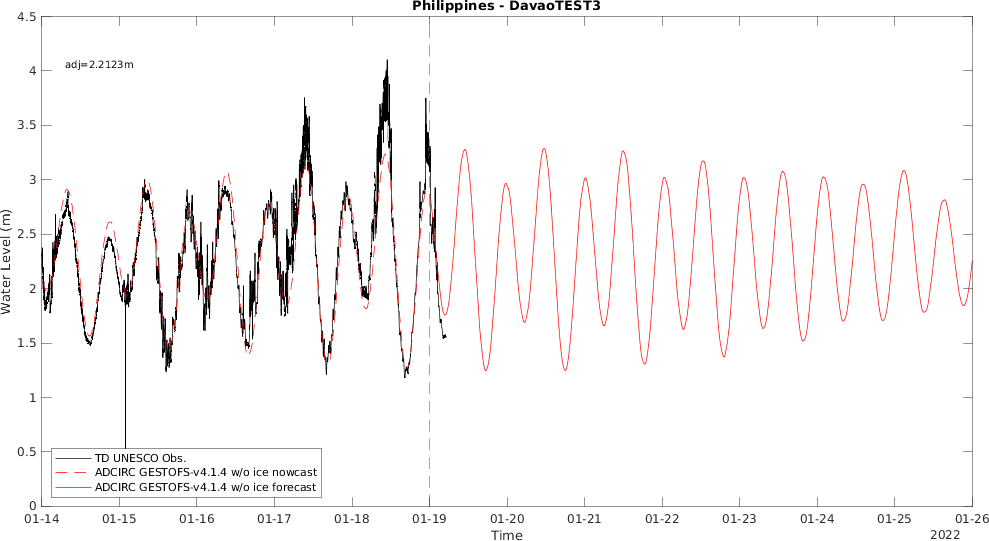 Philippines - DavaoTEST3
4.5
4
3.5
3
2.5
2
1.5
1
0.5
0
Water Level (m)
adj=2.2123m
TD UNESCO Obs.
ADCIRC GESTOFS-v4.1.4 w/o ice nowcast
ADCIRC GESTOFS-v4.1.4 w/o ice forecast
01-14 01-15 01-16 01-17 01-18 01-19 01-20 01-21 01-22 01-23 01-24 01-25 01-26
Time
2022